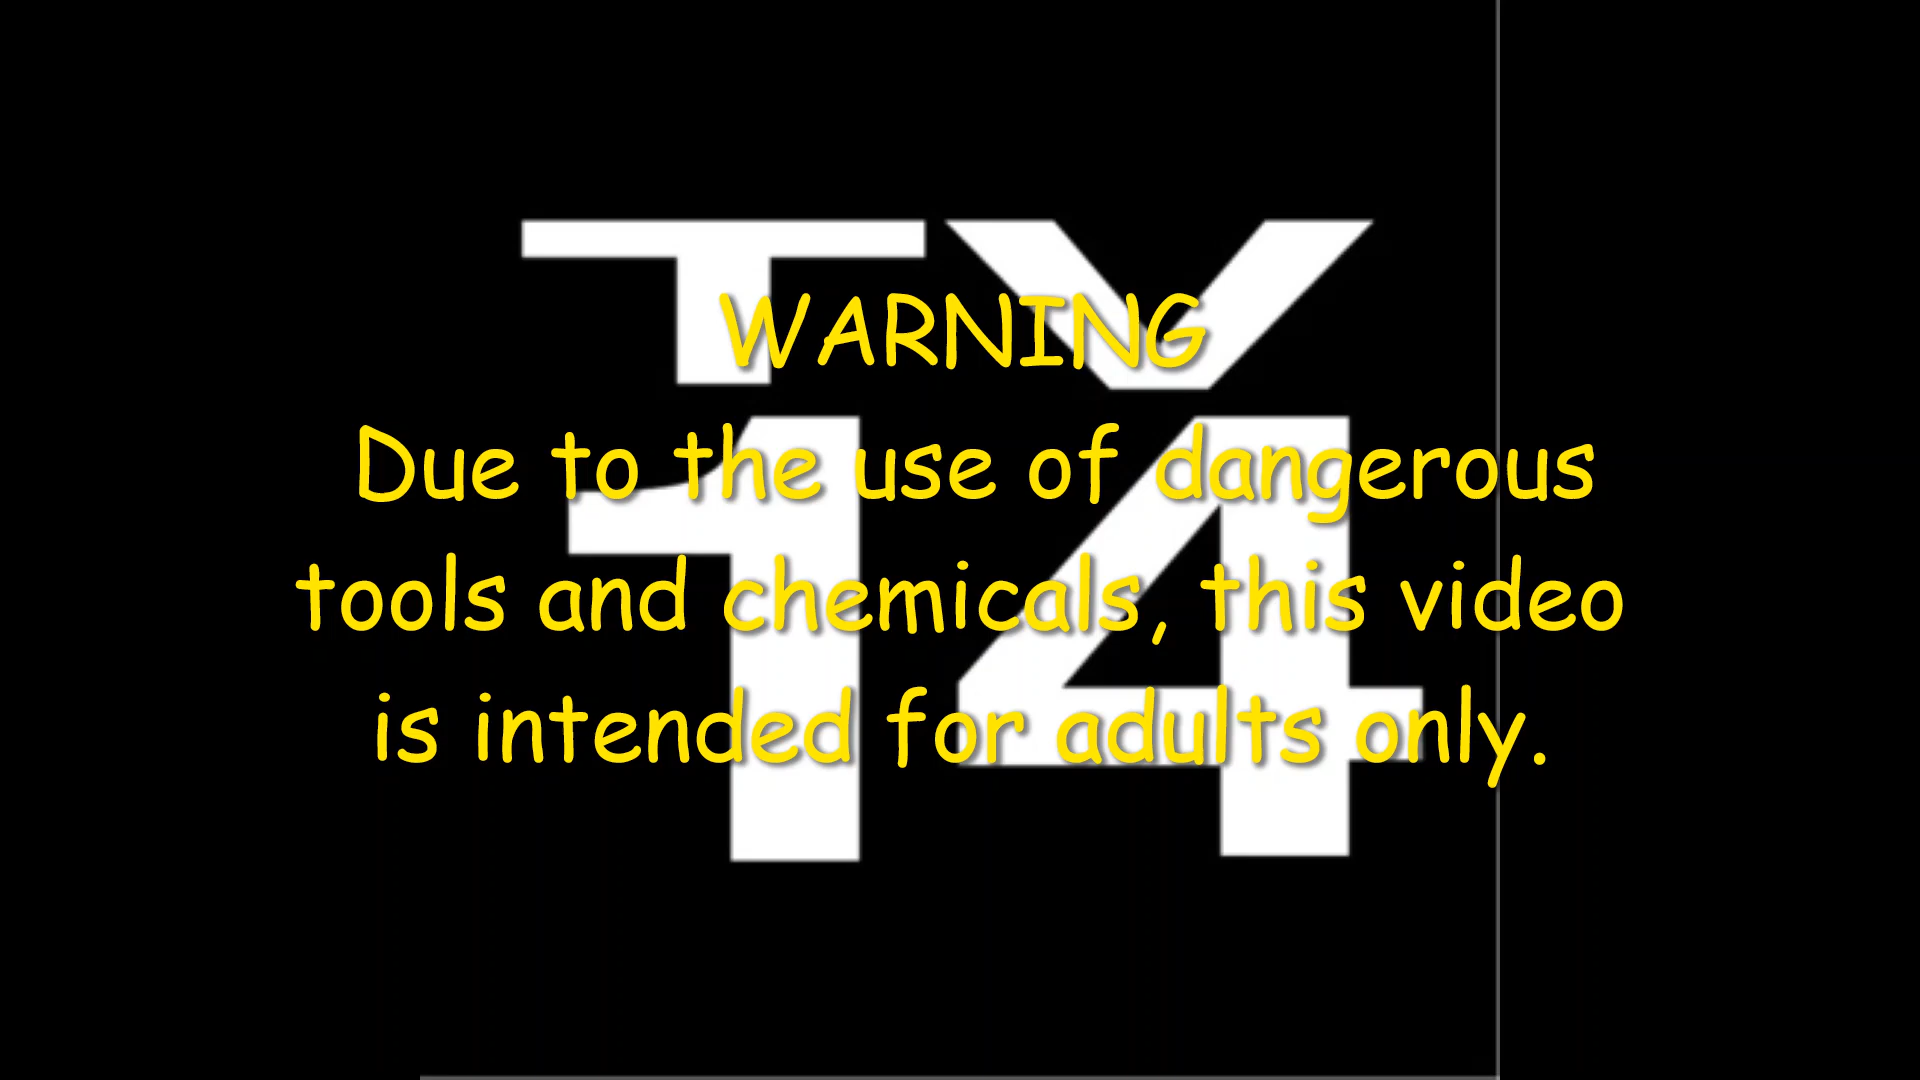 TV
14
WARNING
Due to the use of dangerous
tools and chemicals, this video
is intended for adults only.